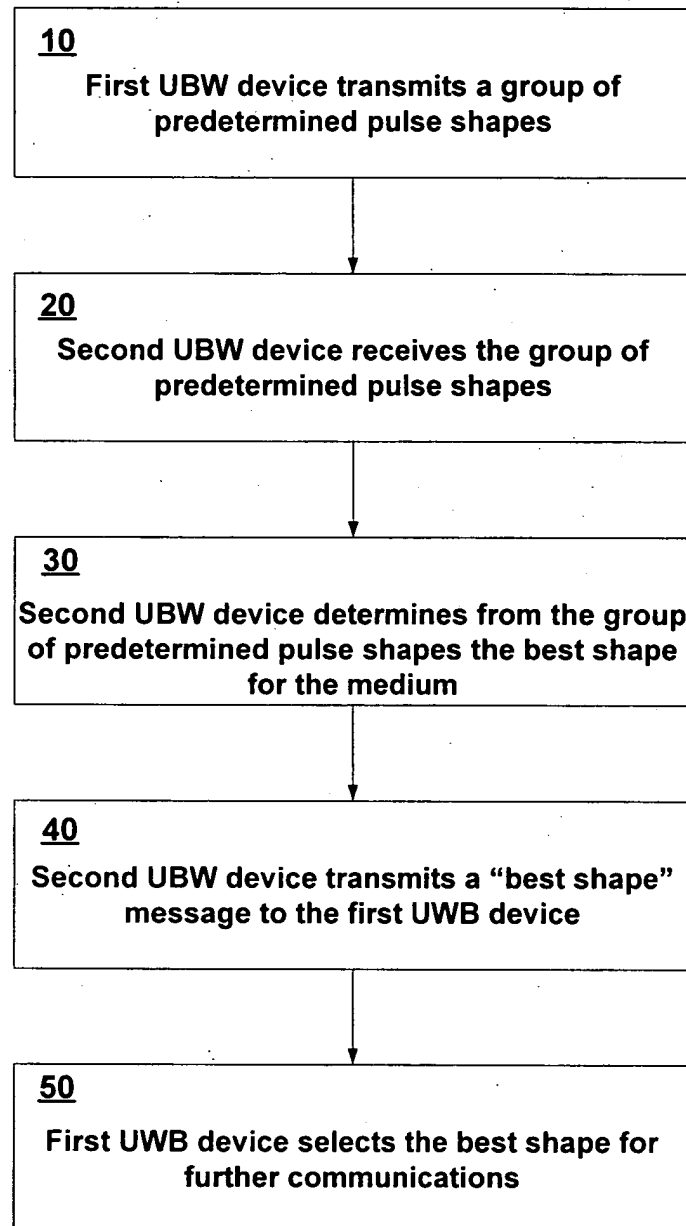 10
First UBW device transmits a group of
predetermined pulse shapes
20
Second UBW device receives the group of
predetermined pulse shapes
30
Second UBW device determines from the group
of predetermined pulse shapes the best shape
for the medium
40
Second UBW device transmits a “best shape”
message to the first UWB device
50
First UWB device selects the best shape for
further communications